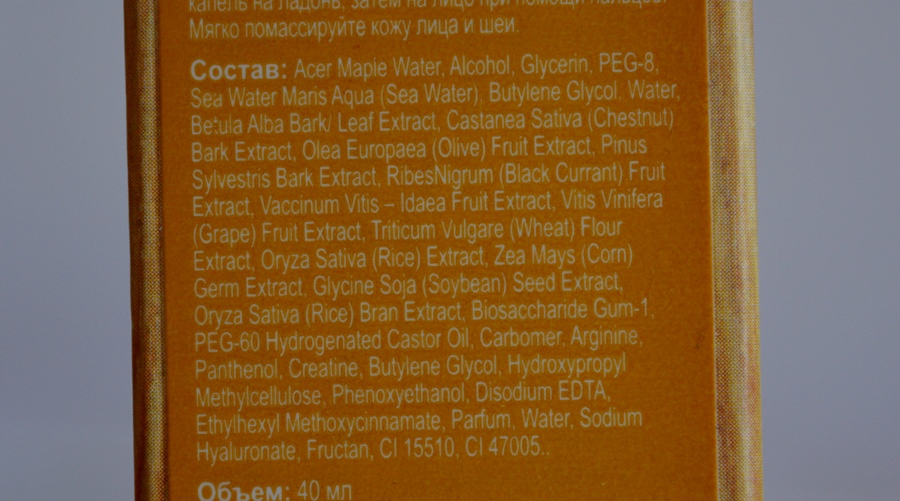 капель на ладонь, затем на лицо при помощи пальцев.
Мягко помассируйте кожу лица и шеи.
Состав: Acer Maple Water, Alcohol, Glycerin, PEG-8,
Sea Water Maris Aqua (Sea Water), Butylene Glycol, Water,
Betula Alba Bark/ Leaf Extract, Castanea Sativa (Chestnut)
Bark Extract, Olea Europaea (Olive) Fruit Extract, Pinus
Sylvestris Bark Extract, RibesNigrum (Black Currant) Fruit
Extract, Vaccinum Vitis – Idaea Fruit Extract, Vitis Vinifera
(Grape) Fruit Extract, Triticum Vulgare (Wheat) Flour
Extract, Oryza Sativa (Rice) Extract, Zea Mays (Corn)
Germ Extract, Glycine Soja (Soybean) Seed Extract,
Oryza Sativa (Rice) Bran Extract, Biosaccharide Gum-1,
PEG-60 Hydrogenated Castor Oil, Carbomer, Arginine,
Panthenol, Creatine, Butylene Glycol, Hydroxypropyl
Methylcellulose, Phenoxyethanol, Disodium EDTA,
Ethylhexyl Methoxycinnamate, Parfum, Water, Sodium
Hyaluronate, Fructan, CI 15510, CI 47005..
Объем: 40 мл